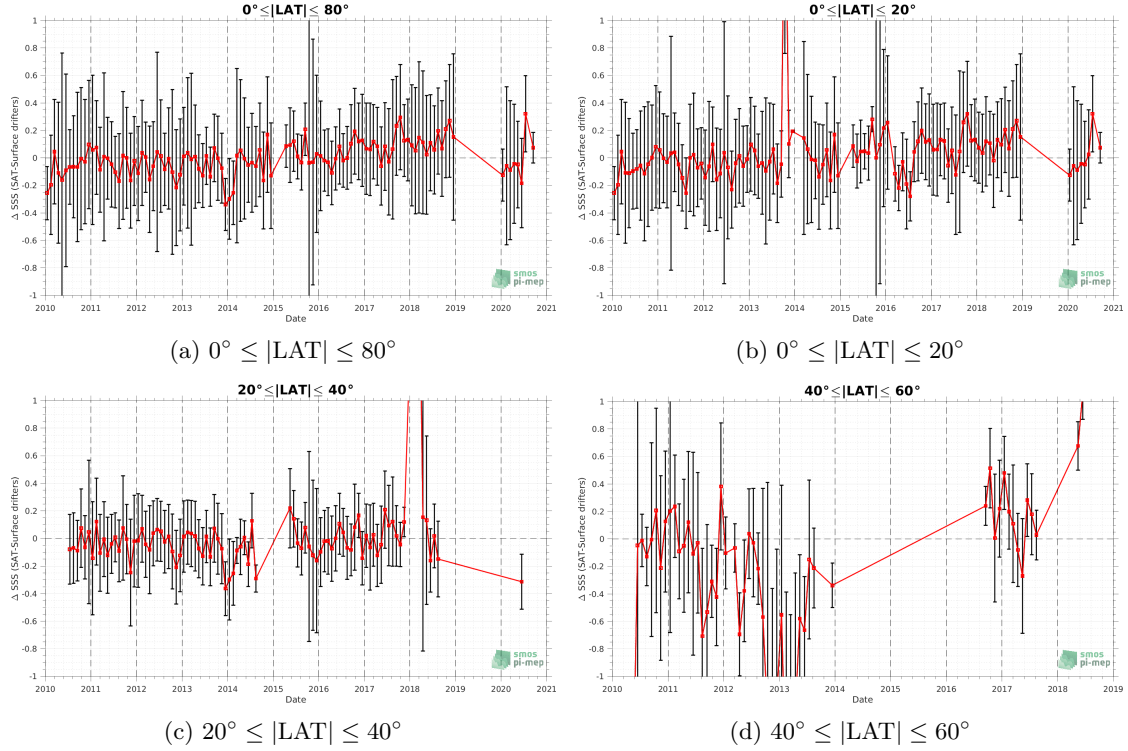 0°≤|LAT|≤ 80°
Δ SSS (SAT-Surface drifters)
1
0.8
0.6
0.4
0.2
0
-0.2
-0.4
-0.6
-0.8
-1
2010 2011 2012 2013 2014 2015 2016 2017 2018 2019 2020 2021
Date
smos
pi-mep
(a) 0° ≤ |LAT| ≤ 80°
0°≤|LAT|≤ 20°
Δ SSS (SAT-Surface drifters)
1
0.8
0.6
0.4
0.2
0
-0.2
-0.4
-0.6
-0.8
-1
2010 2011 2012 2013 2014 2015 2016 2017 2018 2019 2020 2021
Date
smos
pi-mep
(b) 0° ≤ |LAT| ≤ 20°
20°≤|LAT|≤ 40°
Δ SSS (SAT-Surface drifters)
1
0.8
0.6
0.4
0.2
0
-0.2
-0.4
-0.6
-0.8
-1
2010 2011 2012 2013 2014 2015 2016 2017 2018 2019 2020 2021
Date
smos
pi-mep
(c) 20° ≤ |LAT| ≤ 40°
40°≤|LAT|≤ 60°
Δ SSS (SAT-Surface drifters)
1
0.8
0.6
0.4
0.2
0
-0.2
-0.4
-0.6
-0.8
-1
2010 2011 2012 2013 2014 2015 2016 2017 2018 2019
Date
smos
pi-mep
(d) 40° ≤ |LAT| ≤ 60°